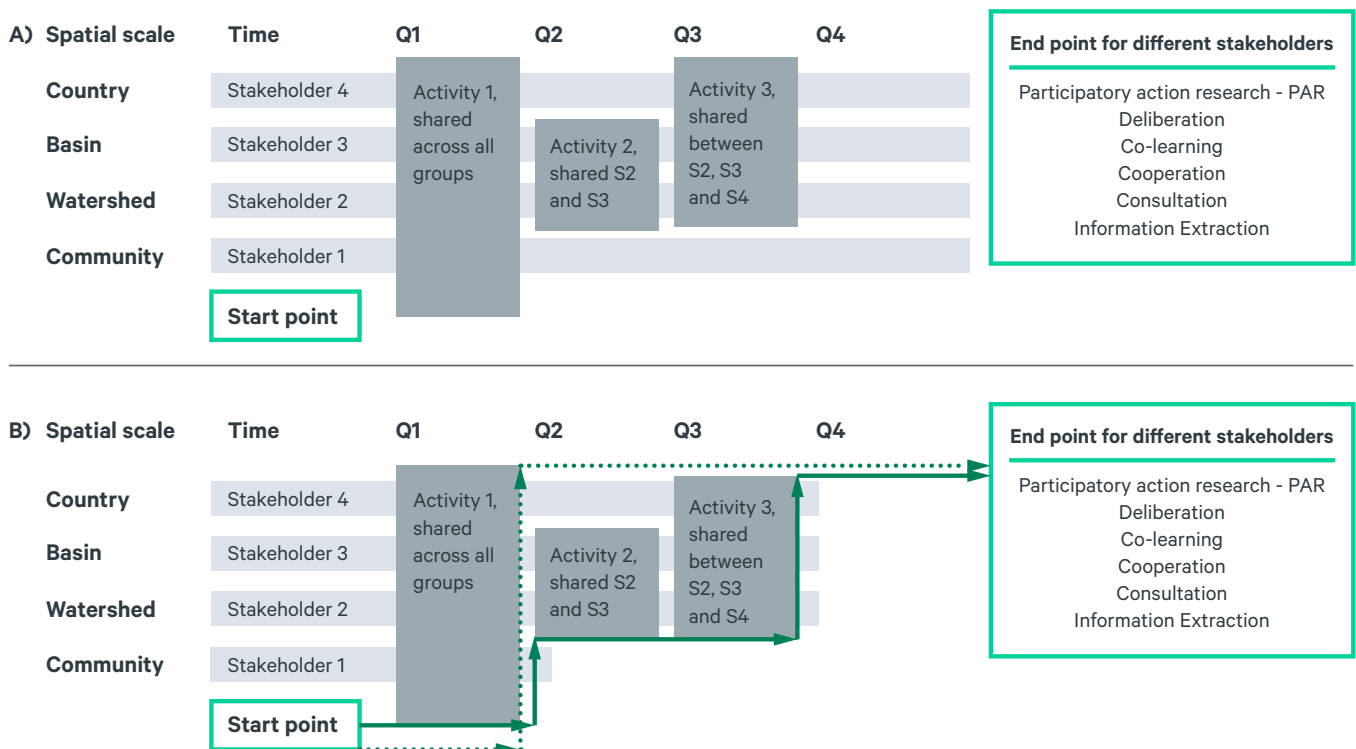 A) Spatial scale Time Q1 Q2 Q3 Q4
Country
Basin
Watershed
Community
Stakeholder 4
Stakeholder 3
Stakeholder 2
Stakeholder 1
Start point
Activity 1,
shared
across all
groups
Activity 2,
shared S2
and S3
Activity 3,
shared
between
S2, S3
and S4
End point for different stakeholders
Participatory action research - PAR
Deliberation
Co-learning
Cooperation
Consultation
Information Extraction
B) Spatial scale Time Q1 Q2 Q3 Q4
Country
Basin
Watershed
Community
Stakeholder 4
Stakeholder 3
Stakeholder 2
Stakeholder 1
Start point
Activity 1,
shared
across all
groups
Activity 2,
shared S2
and S3
Activity 3,
shared
between
S2, S3
and S4
End point for different stakeholders
Participatory action research - PAR
Deliberation
Co-learning
Cooperation
Consultation
Information Extraction